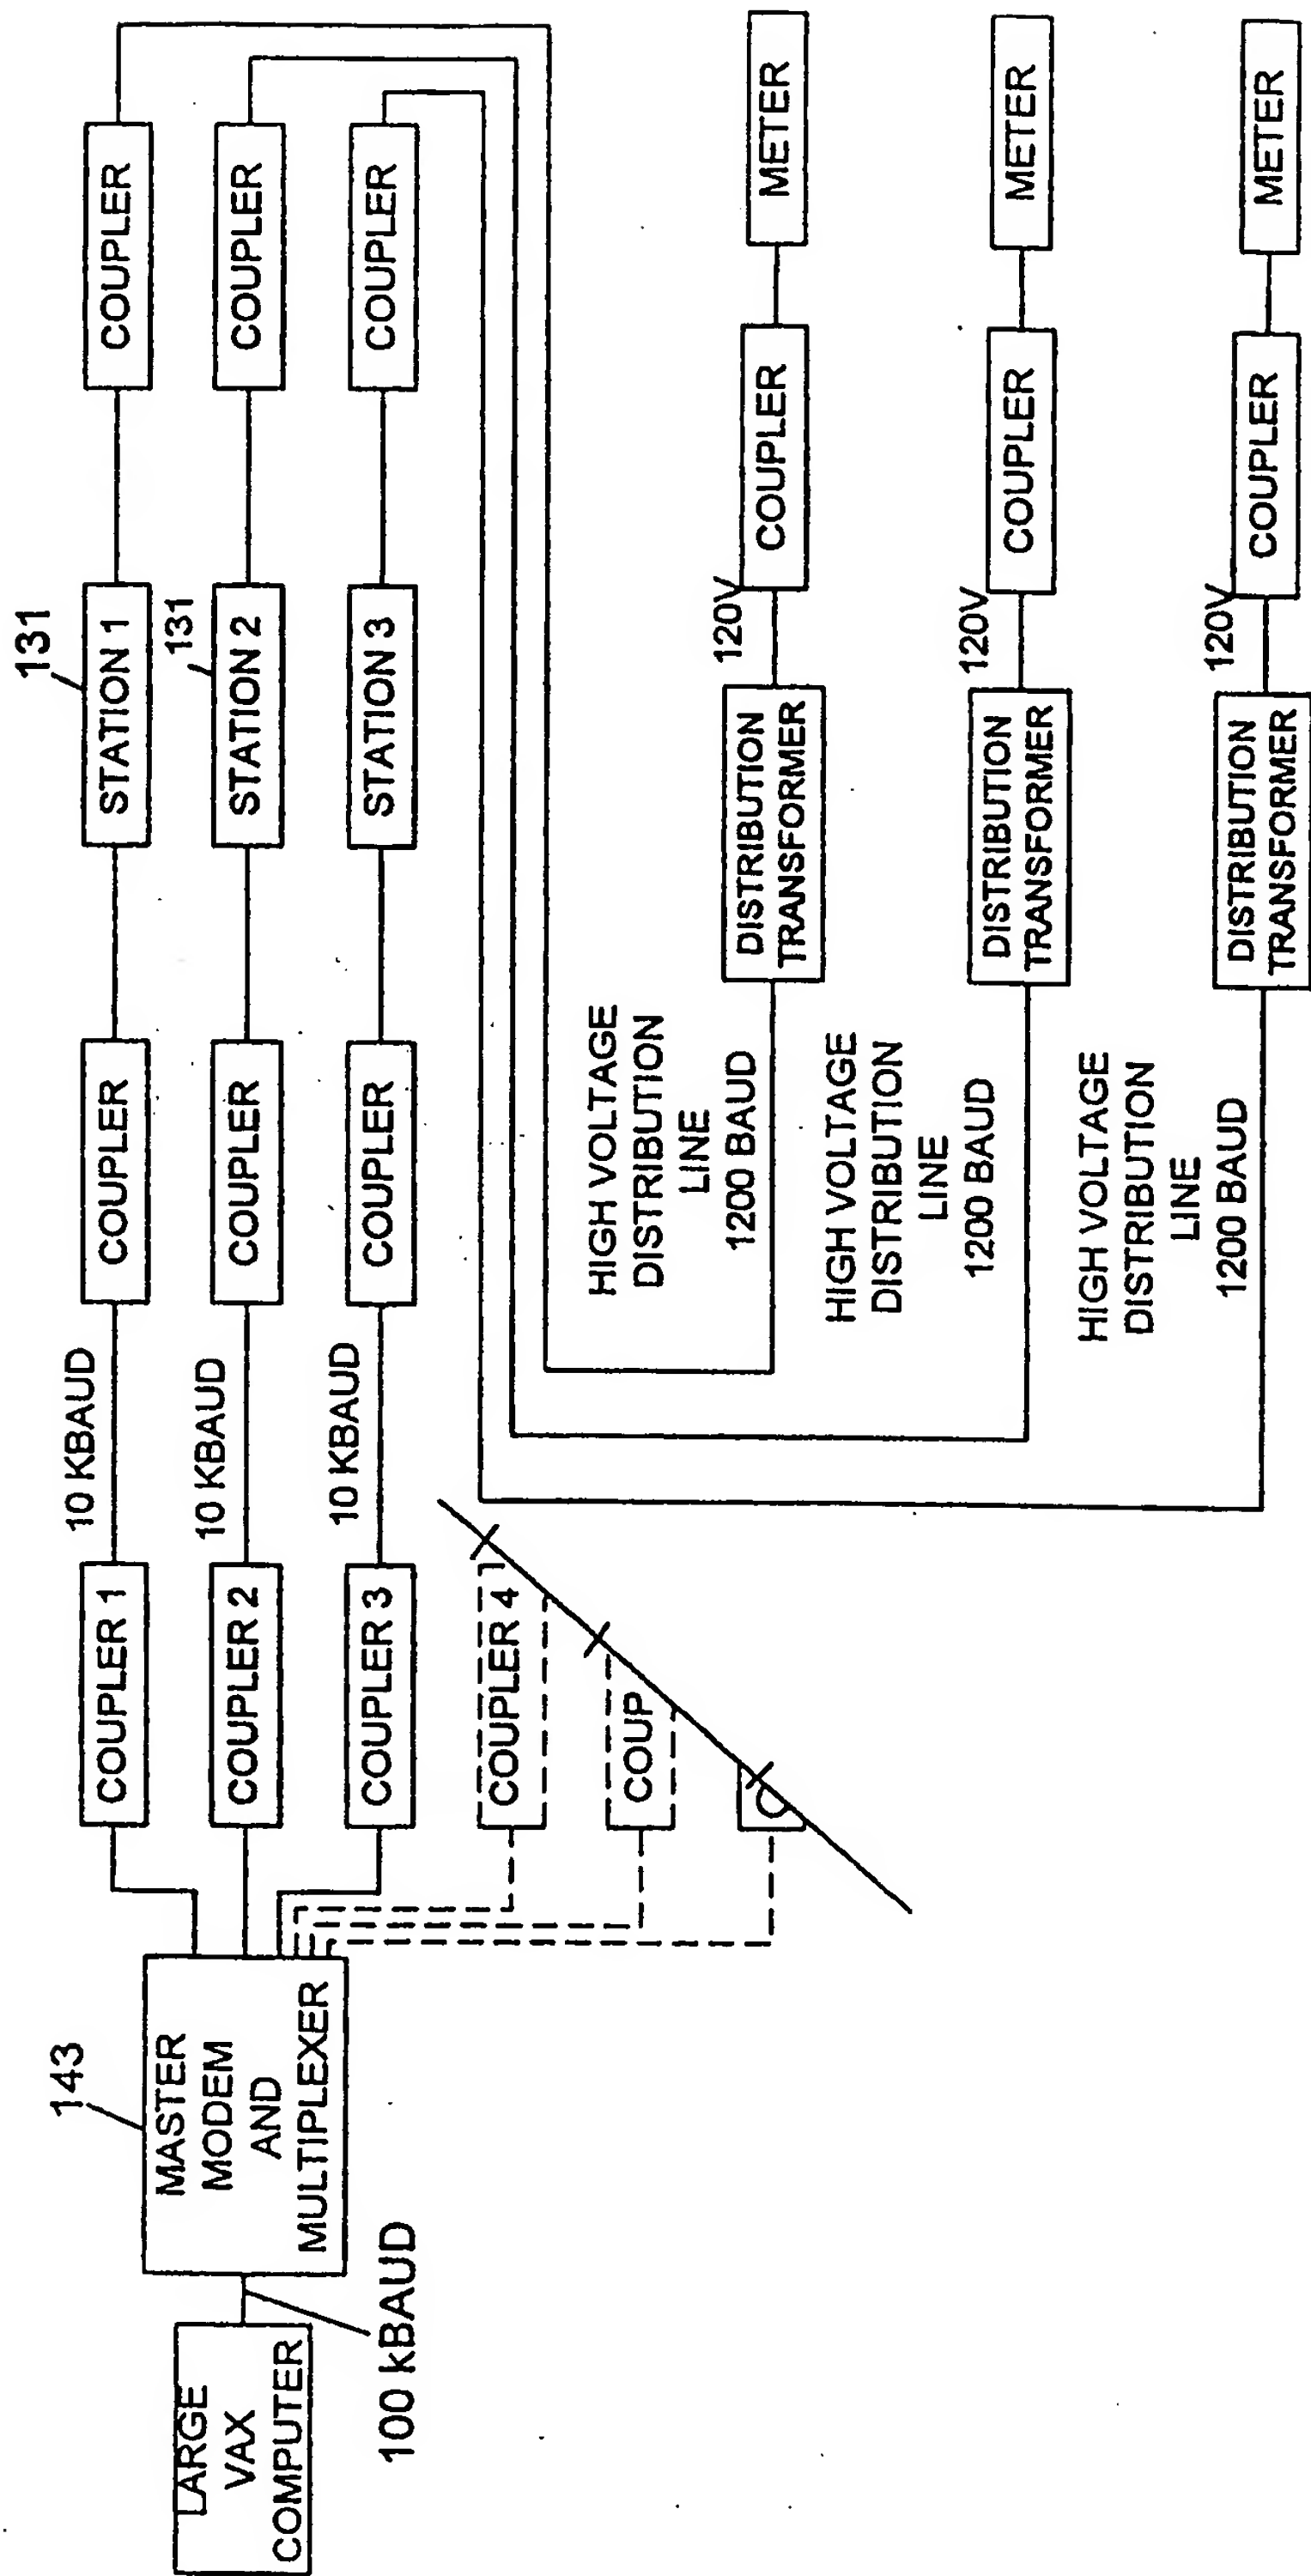 LARGE
VAX
COMPUTER
100 kBAUD
143
MASTER
MODEM
AND
MULTIPLEXER
COUPLER 1
10 KBAUD
COUPLER
131
STATION 1
COUPLER
COUPLER 2
10 KBAUD
COUPLER
131
STATION 2
COUPLER
COUPLER 3
10 KBAUD
COUPLER
STATION 3
COUPLER
COUPLER 4
COUP
C
HIGH VOLTAGE
DISTRIBUTION
LINE
1200 BAUD
DISTRIBUTION
TRANSFORMER
120V
COUPLER
METER
HIGH VOLTAGE
DISTRIBUTION
LINE
1200 BAUD
DISTRIBUTION
TRANSFORMER
120V
COUPLER
METER
HIGH VOLTAGE
DISTRIBUTION
LINE
1200 BAUD
DISTRIBUTION
TRANSFORMER
120V
COUPLER
METER